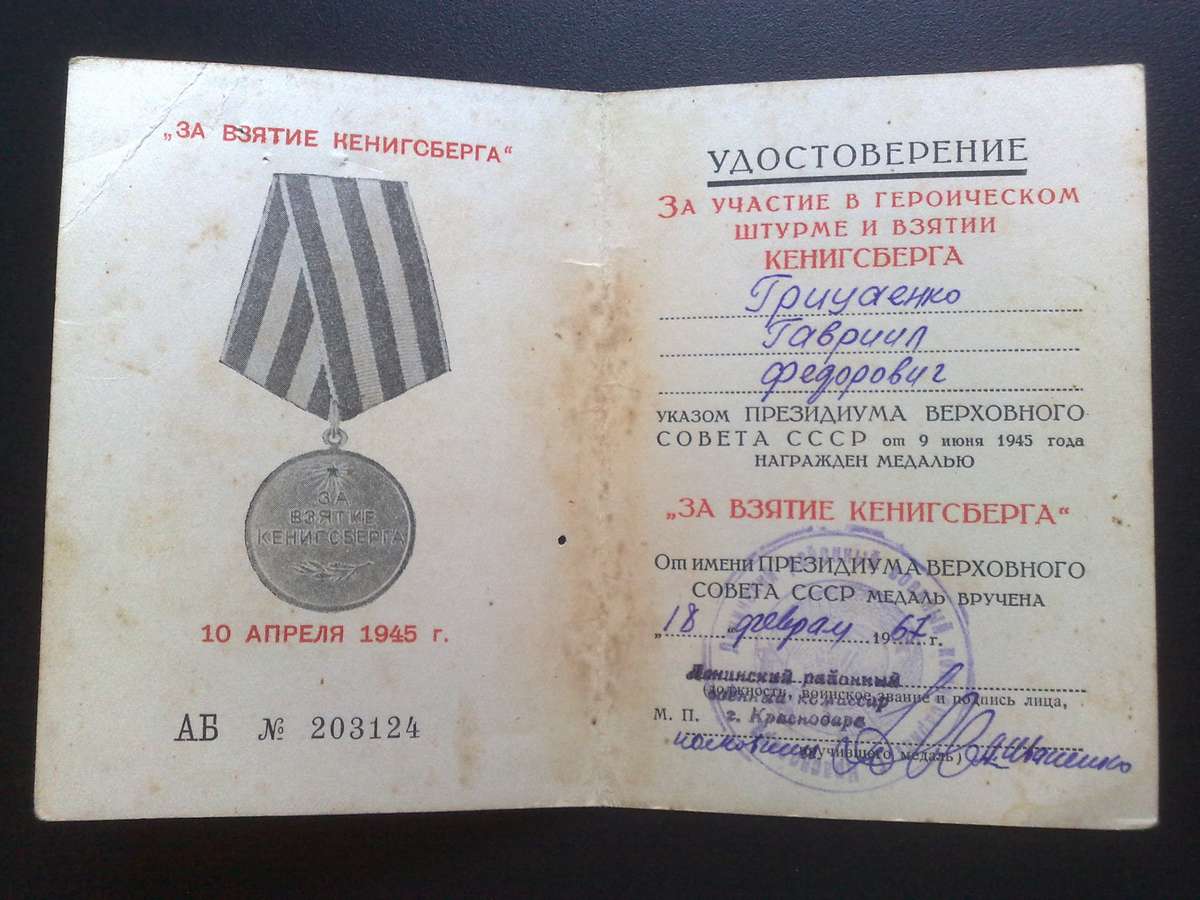 „ЗА ВЗЯТИЕ КЕНИГСБЕРГА“
ЗА
ВЗЯТИЕ
КЕНИГСБЕРГА
10 АПРЕЛЯ 1945 г.
АБ № 203124
УДОСТОВЕРЕНИЕ
ЗА УЧАСТИЕ В ГЕРОИЧЕСКОМ
ШТУРМЕ И ВЗЯТИИ
КЕНИГСБЕРГА
Грицаенко
Гавриил
Федорович
УКАЗОМ ПРЕЗИДИУМА ВЕРХОВНОГО
СОВЕТА СССР от 9 июня 1945 года
НАГРАЖДЕН МЕДАЛЬЮ
„ЗА ВЗЯТИЕ КЕНИГСБЕРГА“
От имени ПРЕЗИДИУМА ВЕРХОВНОГО
СОВЕТА СССР МЕДАЛЬ ВРУЧЕНА
„18 “ февраля 1967 г.
Ленинский районный
(должность, воинское звание и подпись лица,
военный комиссар
М. П. г. Краснодара
вручившего медаль)